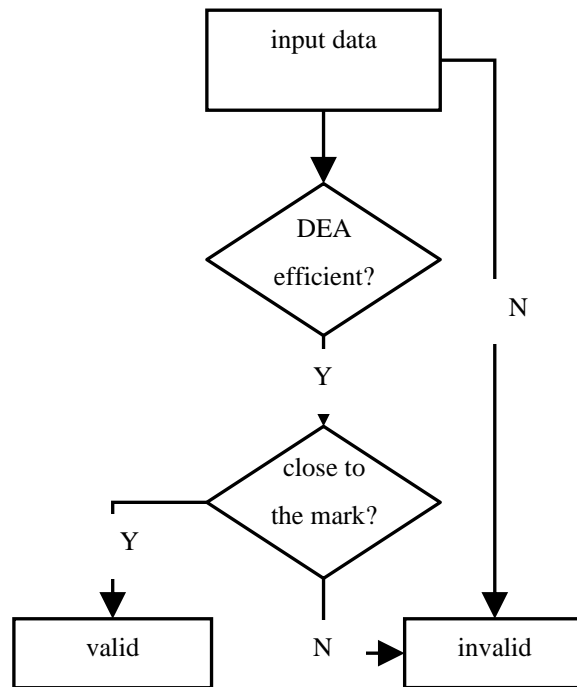 input data
DEA
efficient?
N
Y
close to
the mark?
Y
valid
N
invalid